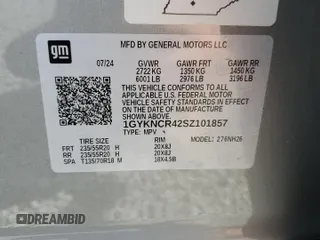 gm
MFD BY GENERAL MOTORS LLC
07/24 GVWR GAWR FRT GAWR RR
2722 KG 1350 KG 1450 KG
6001 LB 2976 LB 3196 LB
THIS VEHICLE CONFORMS TO ALL APPLICABLE
U.S. FEDERAL MOTOR VEHICLE SAFETY
STANDARDS IN EFFECT ON THE DATE
OF MANUFACTURE SHOWN ABOVE.
1GYKNCR42SZ101857
TYPE: MPV MODEL: 276NH26
TIRE SIZE RIM
FRT 235/55R20 H 20X8J
RR 235/55R20 H 20X8J
SPA T135/70R18 M 18X4.5B
© AUTOBIDMASTER